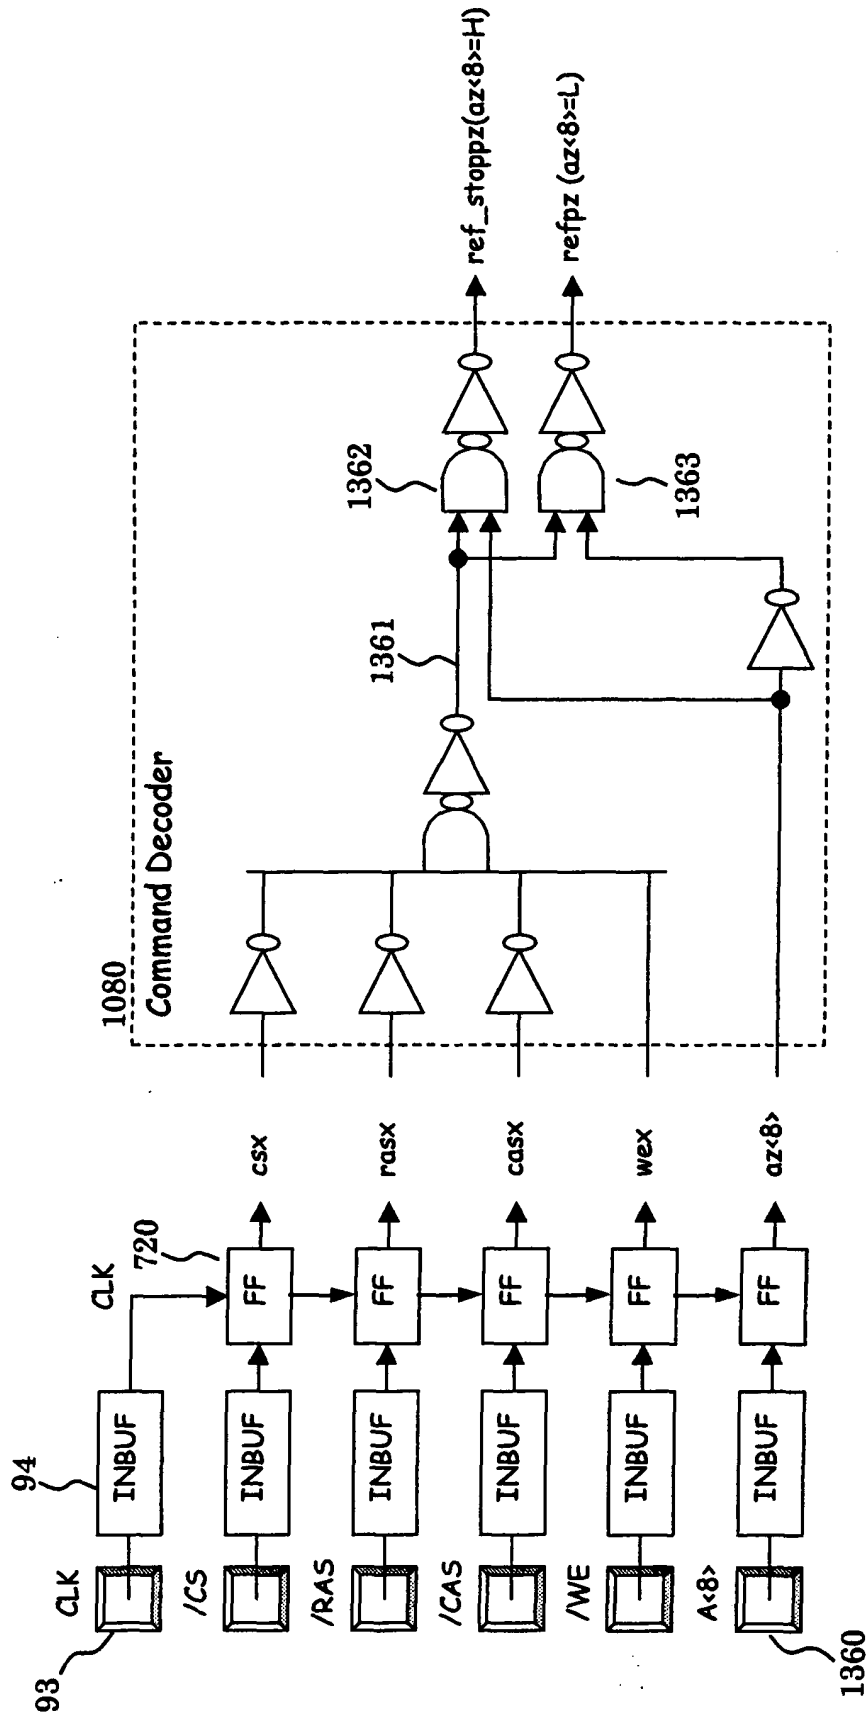 93
CLK
94
INBUF
CLK
/CS
INBUF
720
FF
csx
/RAS
INBUF
FF
rasx
/CAS
INBUF
FF
casx
/WE
INBUF
FF
wex
A<8>
1360
INBUF
FF
az<8>
1080
Command Decoder
1361
1362
1363
ref_stoppz(az<8>=H)
refpz (az<8>=L)